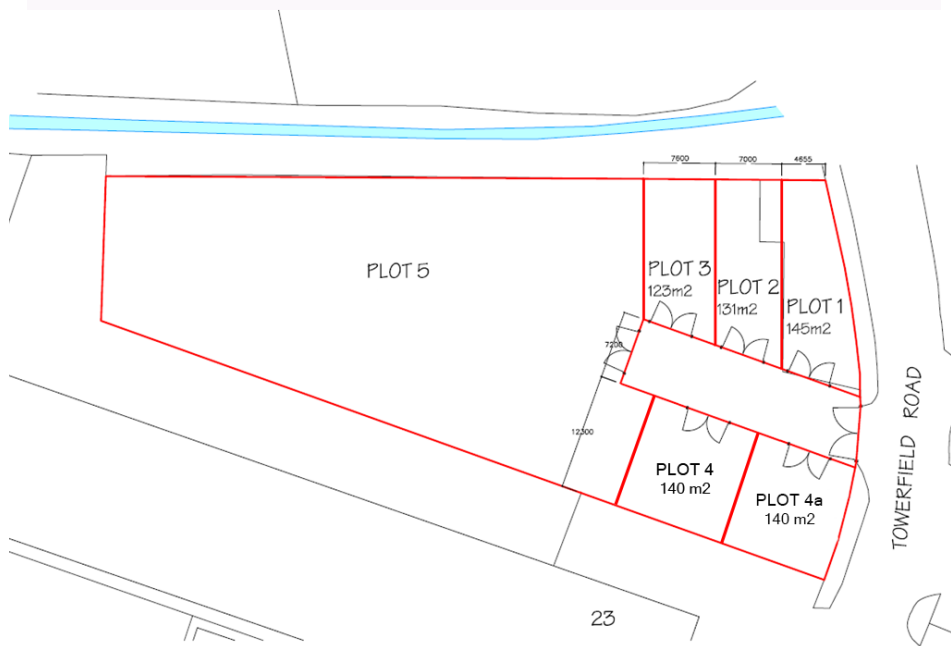 7600
7000
4655
PLOT 5
PLOT 3
123m2
PLOT 2
131m2
PLOT 1
145m2
7200
12300
PLOT 4
140 m2
PLOT 4a
140 m2
TOWERFIELD ROAD
23